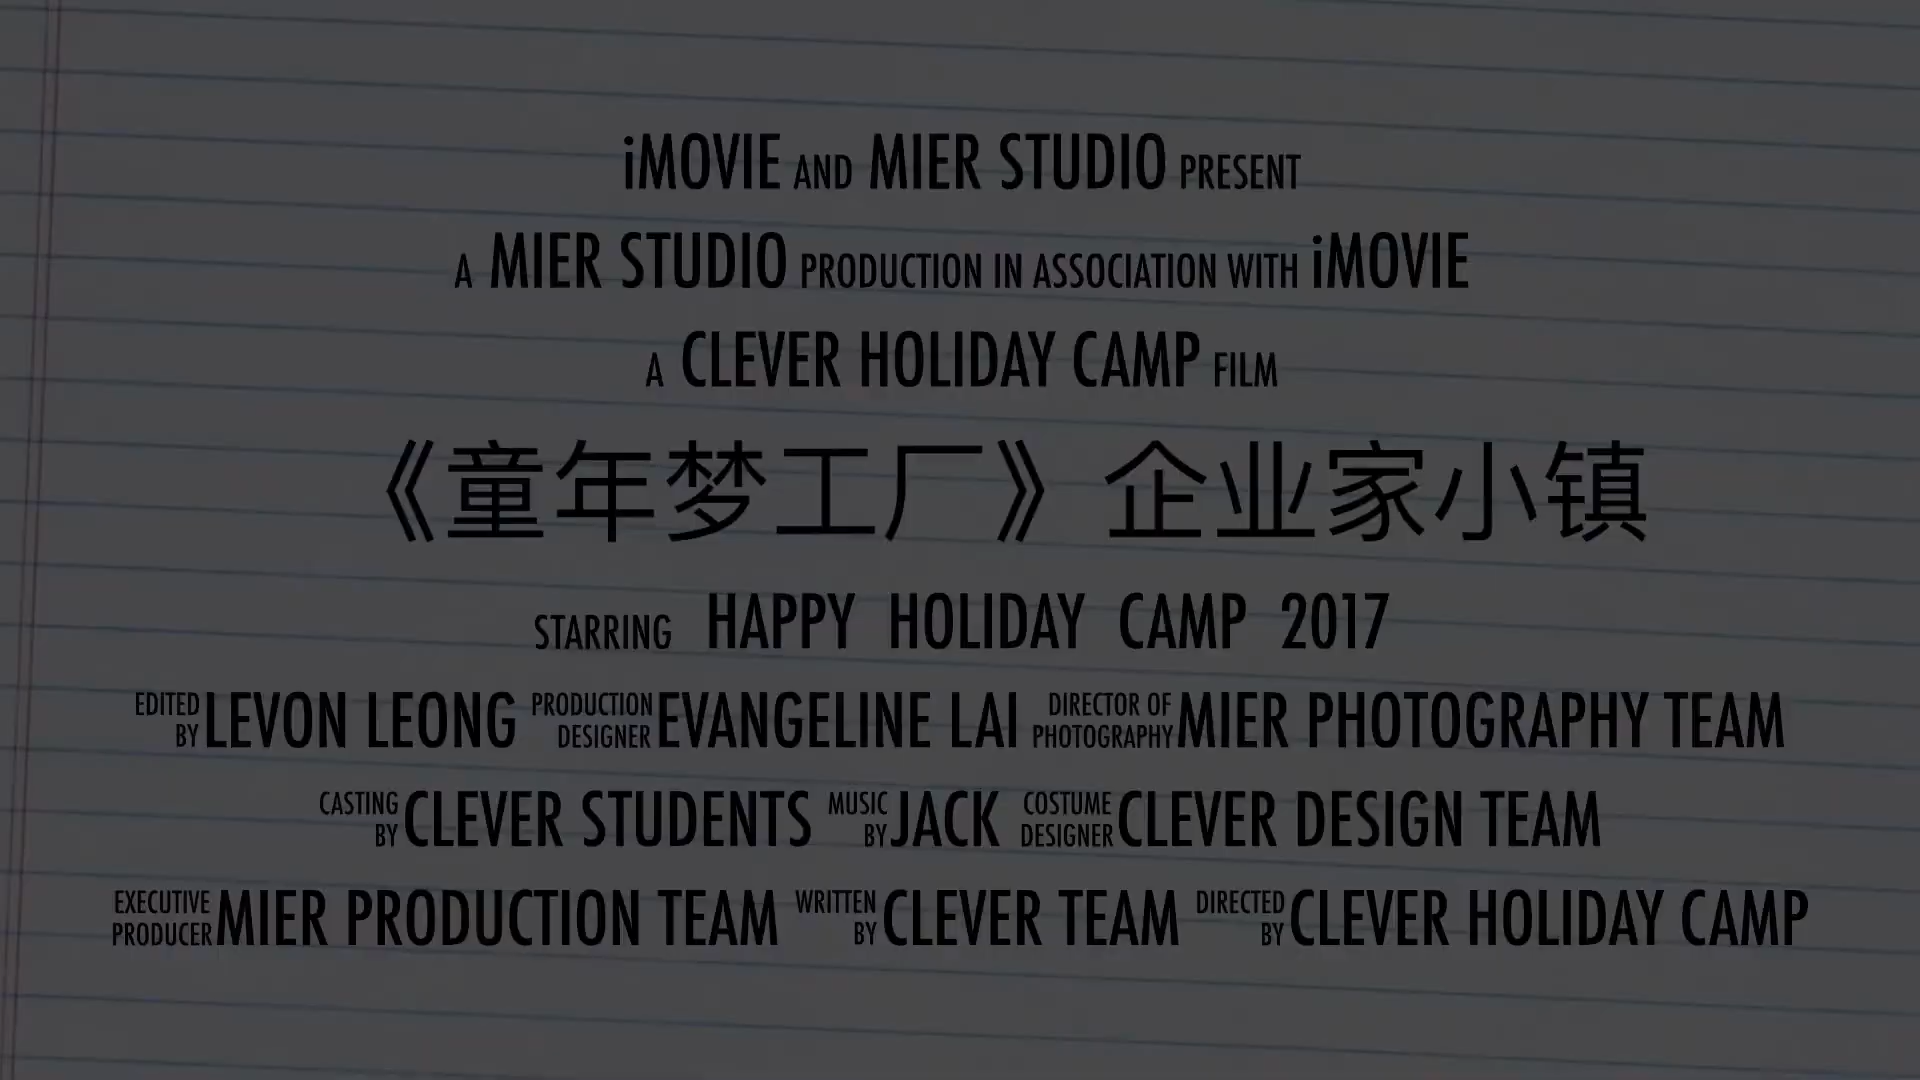 iMOVIE AND MIER STUDIO PRESENT
A MIER STUDIO PRODUCTION IN ASSOCIATION WITH iMOVIE
A CLEVER HOLIDAY CAMP FILM
《童年梦工厂》企业家小镇
STARRING HAPPY HOLIDAY CAMP 2017
EDITED BY LEVON LEONG PRODUCTION DESIGNER EVANGELINE LAI DIRECTOR OF PHOTOGRAPHY MIER PHOTOGRAPHY TEAM
CASTING BY CLEVER STUDENTS MUSIC BY JACK COSTUME DESIGNER CLEVER DESIGN TEAM
EXECUTIVE PRODUCER MIER PRODUCTION TEAM WRITTEN BY CLEVER TEAM DIRECTED BY CLEVER HOLIDAY CAMP